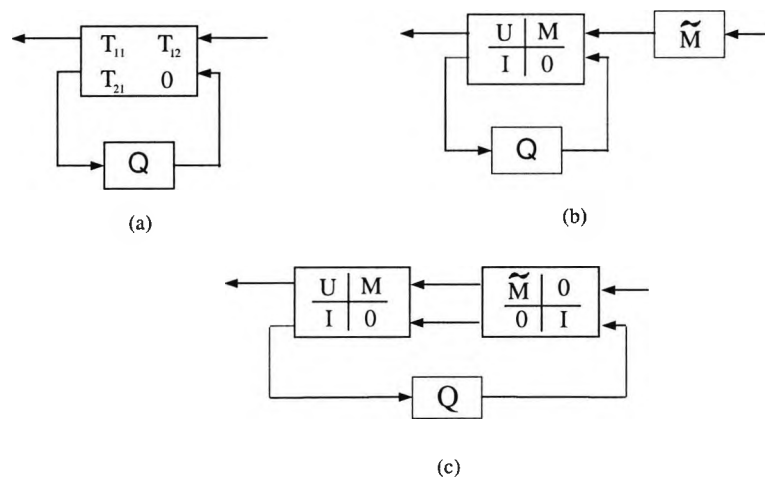 T₁₁ T₁₂
T₂₁ 0
Q
(a)
U M
I 0
M̃
Q
(b)
U M
I 0
M̃ 0
0 I
Q
(c)